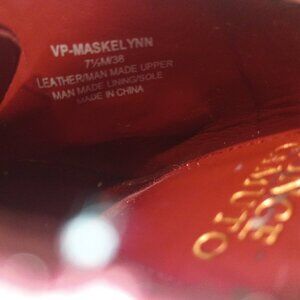 VP-MASKELYNN
7½M/38
LEATHER/MAN MADE UPPER
MAN MADE LINING/SOLE
MADE IN CHINA